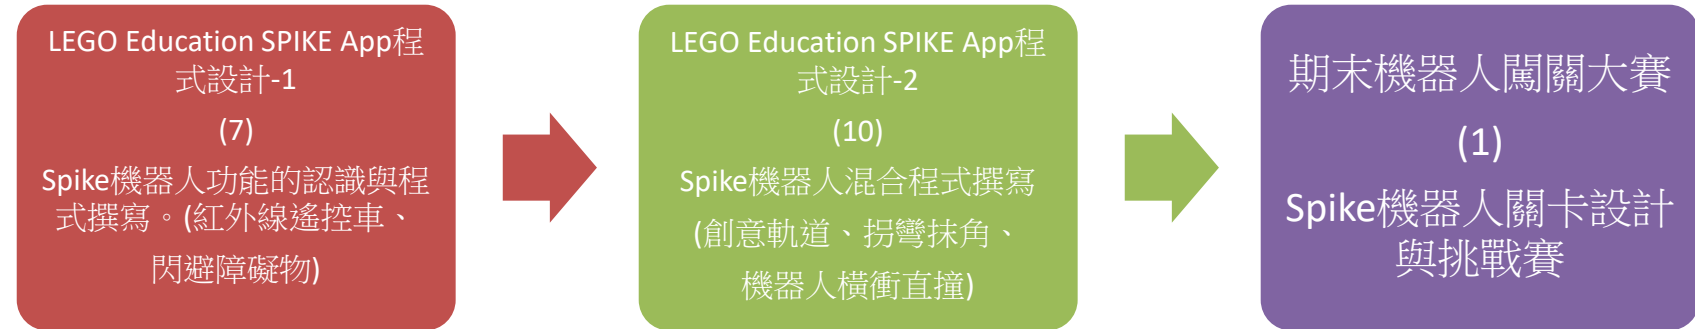 LEGO Education SPIKE App程
式設計-1
(7)
Spike機器人功能的認識與程
式撰寫。(紅外線遙控車、
閃避障礙物)
LEGO Education SPIKE App程
式設計-2
(10)
Spike機器人混合程式撰寫
(創意軌道、拐彎抹角、
機器人橫衝直撞)
期末機器人闖關大賽
(1)
Spike機器人關卡設計
與挑戰賽